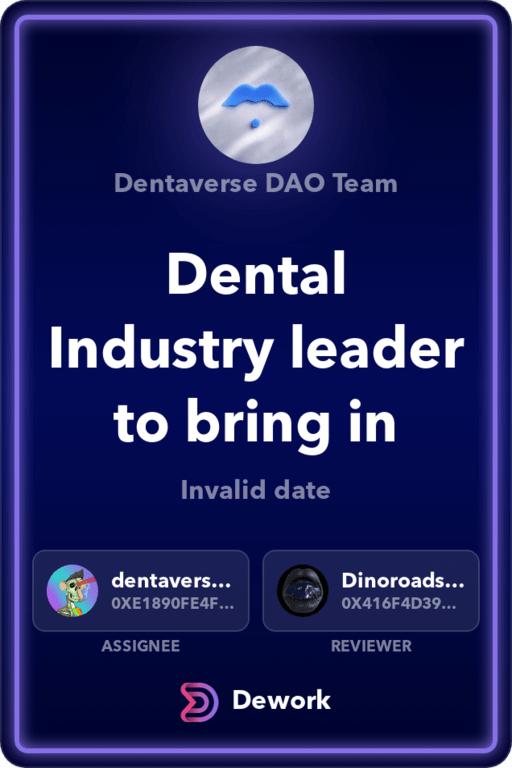 Dentaverse DAO Team
Dental
Industry leader
to bring in
Invalid date
dentavers...
0XE1890FE4F...
ASSIGNEE
Dinoroads...
0X416F4D39...
REVIEWER
Dework